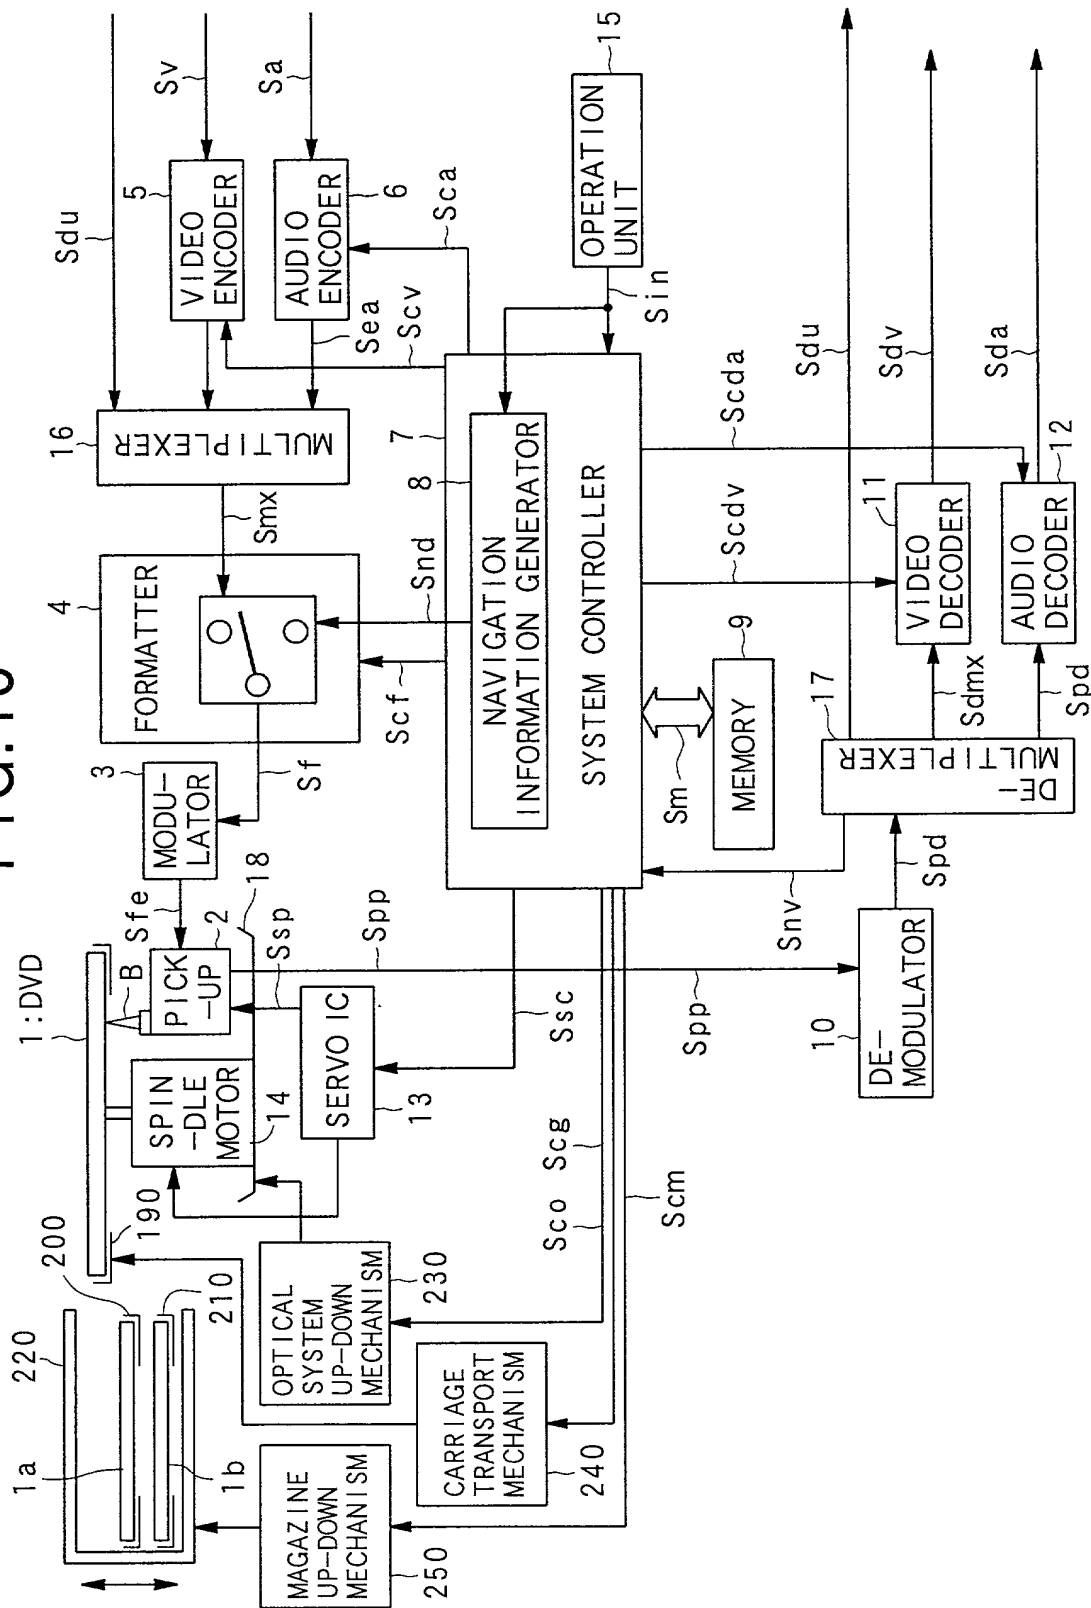 220
1a
200
1b
210
190
1:DVD
B
Sfe
3
MODU-
LATOR
4
FORMATTER
16
MULTIPLEXER
Smx
Sf
Sdu
5
VIDEO
ENCODER
Sv
AUDIO
ENCODER
6
Sa
Sea
Scv
Sca
PICK
-UP
2
SPIN
-DLE
MOTOR
14
Ssp
18
Spp
SERVO IC
13
OPTICAL
SYSTEM
UP-DOWN
MECHANISM
230
MAGAZINE
UP-DOWN
MECHANISM
250
CARRIAGE
TRANSPORT
MECHANISM
240
Scf
Snd
7
8
NAVIGATION
INFORMATION GENERATOR
SYSTEM CONTROLLER
OPERATION
UNIT
15
Sin
Ssc
Sco
Scg
Scm
Spp
Sm
MEMORY
9
Scdv
Scda
Snv
10
DE-
MODULATOR
Spd
17
DE-
MULTIPLEXER
Sdmx
Spd
11
VIDEO
DECODER
AUDIO
DECODER
12
Sdu
Sdv
Sda